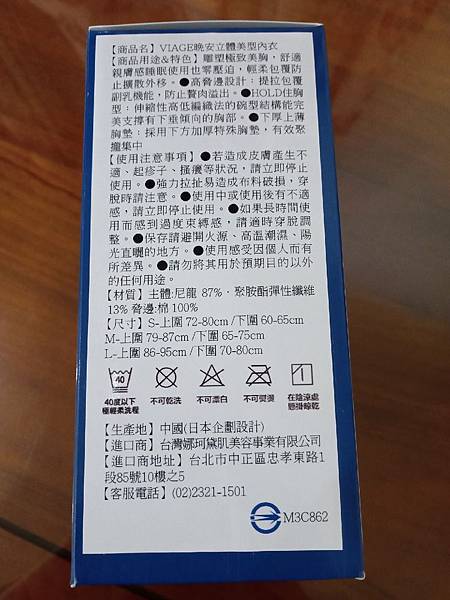 【商品名】VIAGE晚安立體美型內衣
【商品用途&特色】雕塑極致美胸，舒適
親膚感睡眠使用也零壓迫，輕柔包覆防
止擴散外移。●高脅邊設計：提拉包覆
副乳機能，防止贅肉溢出。●HOLD住胸
型：伸縮性高低編織法的碗型結構能完
美支撐有下垂傾向的胸部。●下厚上薄
胸墊：採用下方加厚特殊胸墊，有效聚
攏集中
【使用注意事項】●若造成皮膚產生不
適、起疹子、搔癢等狀況，請立即停止
使用。●強力拉扯易造成布料破損，穿
脫時請注意。●使用中或使用後有不適
感，請立即停止使用。●如果長時間使
用而感到過度束縛感，請適時穿脫調
整。●保存請避開火源、高溫潮濕、陽
光直曬的地方。●使用感受因個人而有
所差異。●請勿將其用於預期目的以外
的任何用途。
【材質】主體:尼龍 87%，聚胺酯彈性纖維
13% 脅邊:棉 100%
【尺寸】S-上圍 72-80cm /下圍 60-65cm
M-上圍 79-87cm /下圍 65-75cm
L-上圍 86-95cm /下圍 70-80cm
40
40度以下
極輕柔洗程
不可乾洗
不可漂白
不可熨燙
在陰涼處
懸掛晾乾
【生產地】中國(日本企劃設計)
【進口商】台灣娜珂黛肌美容事業有限公司
【進口商地址】台北市中正區忠孝東路1
段85號10樓之5
【客服電話】(02)2321-1501
M3C862